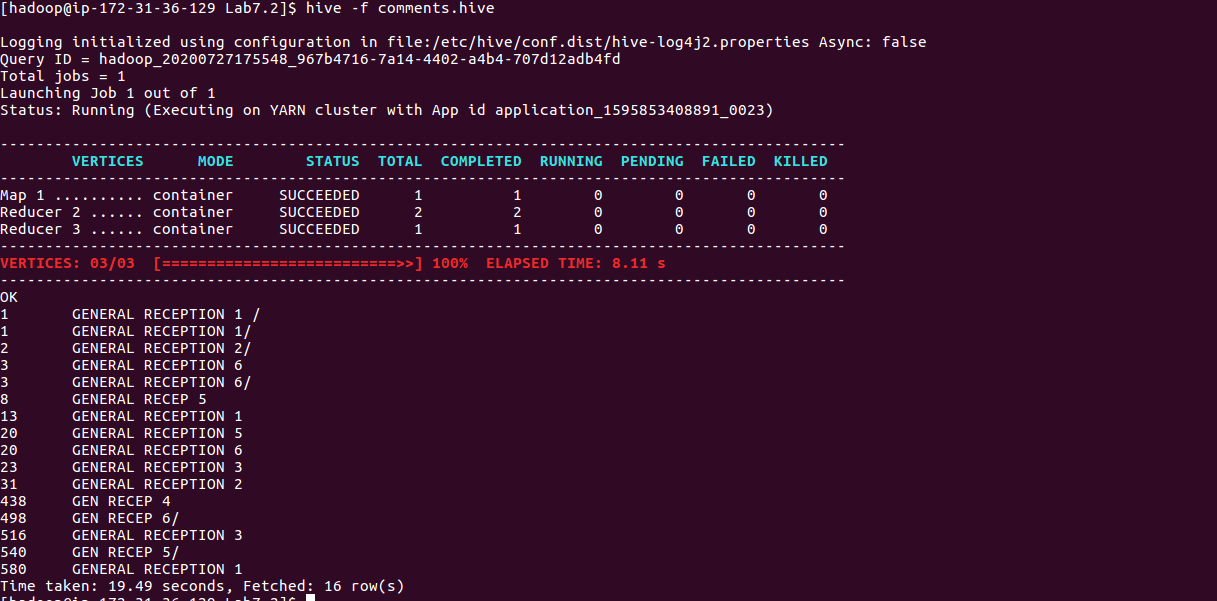 [hadoop@ip-172-31-36-129 Lab7.2]$ hive -f comments.hive

Logging initialized using configuration in file:/etc/hive/conf.dist/hive-log4j2.properties Async: false
Query ID = hadoop_20200727175548_967b4716-7a14-4402-a4b4-707d12adb4fd
Total jobs = 1
Launching Job 1 out of 1
Status: Running (Executing on YARN cluster with App id application_1595853408891_0023)

----------------------------------------------------------------------------------------------
        VERTICES      MODE        STATUS  TOTAL  COMPLETED  RUNNING  PENDING  FAILED  KILLED
----------------------------------------------------------------------------------------------
Map 1 .......... container     SUCCEEDED      1          1        0        0       0       0
Reducer 2 ...... container     SUCCEEDED      2          2        0        0       0       0
Reducer 3 ...... container     SUCCEEDED      1          1        0        0       0       0
----------------------------------------------------------------------------------------------
VERTICES: 03/03  [==========================>>] 100%  ELAPSED TIME: 8.11 s
----------------------------------------------------------------------------------------------
OK
1       GENERAL RECEPTION 1 /
1       GENERAL RECEPTION 1/
2       GENERAL RECEPTION 2/
3       GENERAL RECEPTION 6
3       GENERAL RECEPTION 6/
8       GENERAL RECEP 5
13      GENERAL RECEPTION 1
20      GENERAL RECEPTION 5
20      GENERAL RECEPTION 6
23      GENERAL RECEPTION 3
31      GENERAL RECEPTION 2
438     GEN RECEP 4
498     GEN RECEP 6/
516     GENERAL RECEPTION 3
540     GEN RECEP 5/
580     GENERAL RECEPTION 1
Time taken: 19.49 seconds, Fetched: 16 row(s)
[hadoop@ip-172-31-36-129 Lab7.2]$